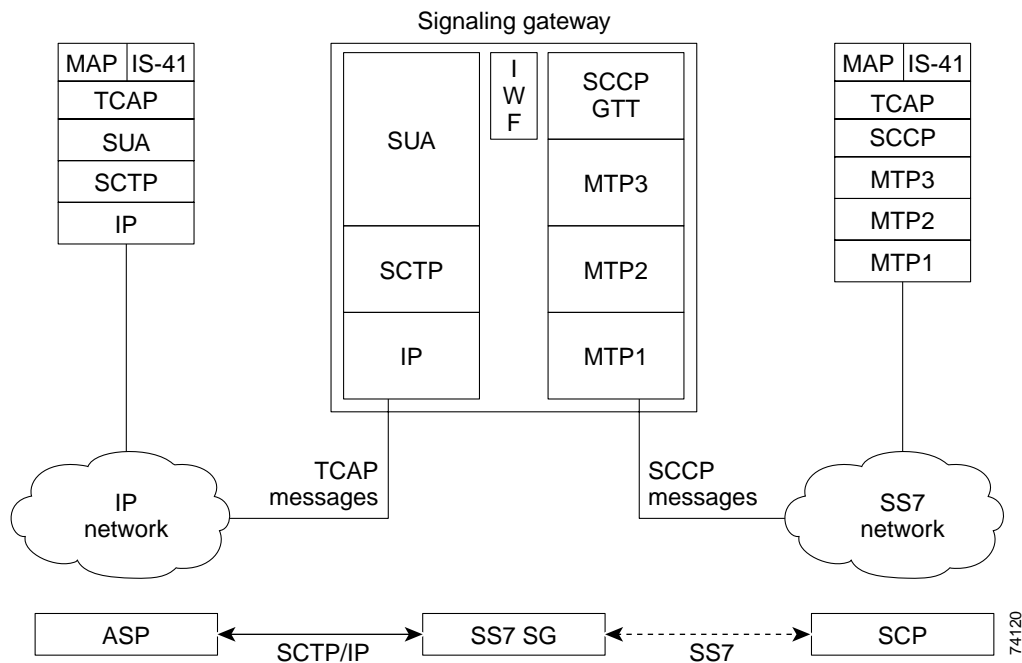 Signaling gateway
MAP IS-41
TCAP
SUA
SCTP
IP
SUA
SCTP
IP
I
W
F
SCCP
GTT
MTP3
MTP2
MTP1
MAP IS-41
TCAP
SCCP
MTP3
MTP2
MTP1
IP
network
TCAP
messages
SCCP
messages
SS7
network
ASP
SCTP/IP
SS7 SG
SS7
SCP
74120